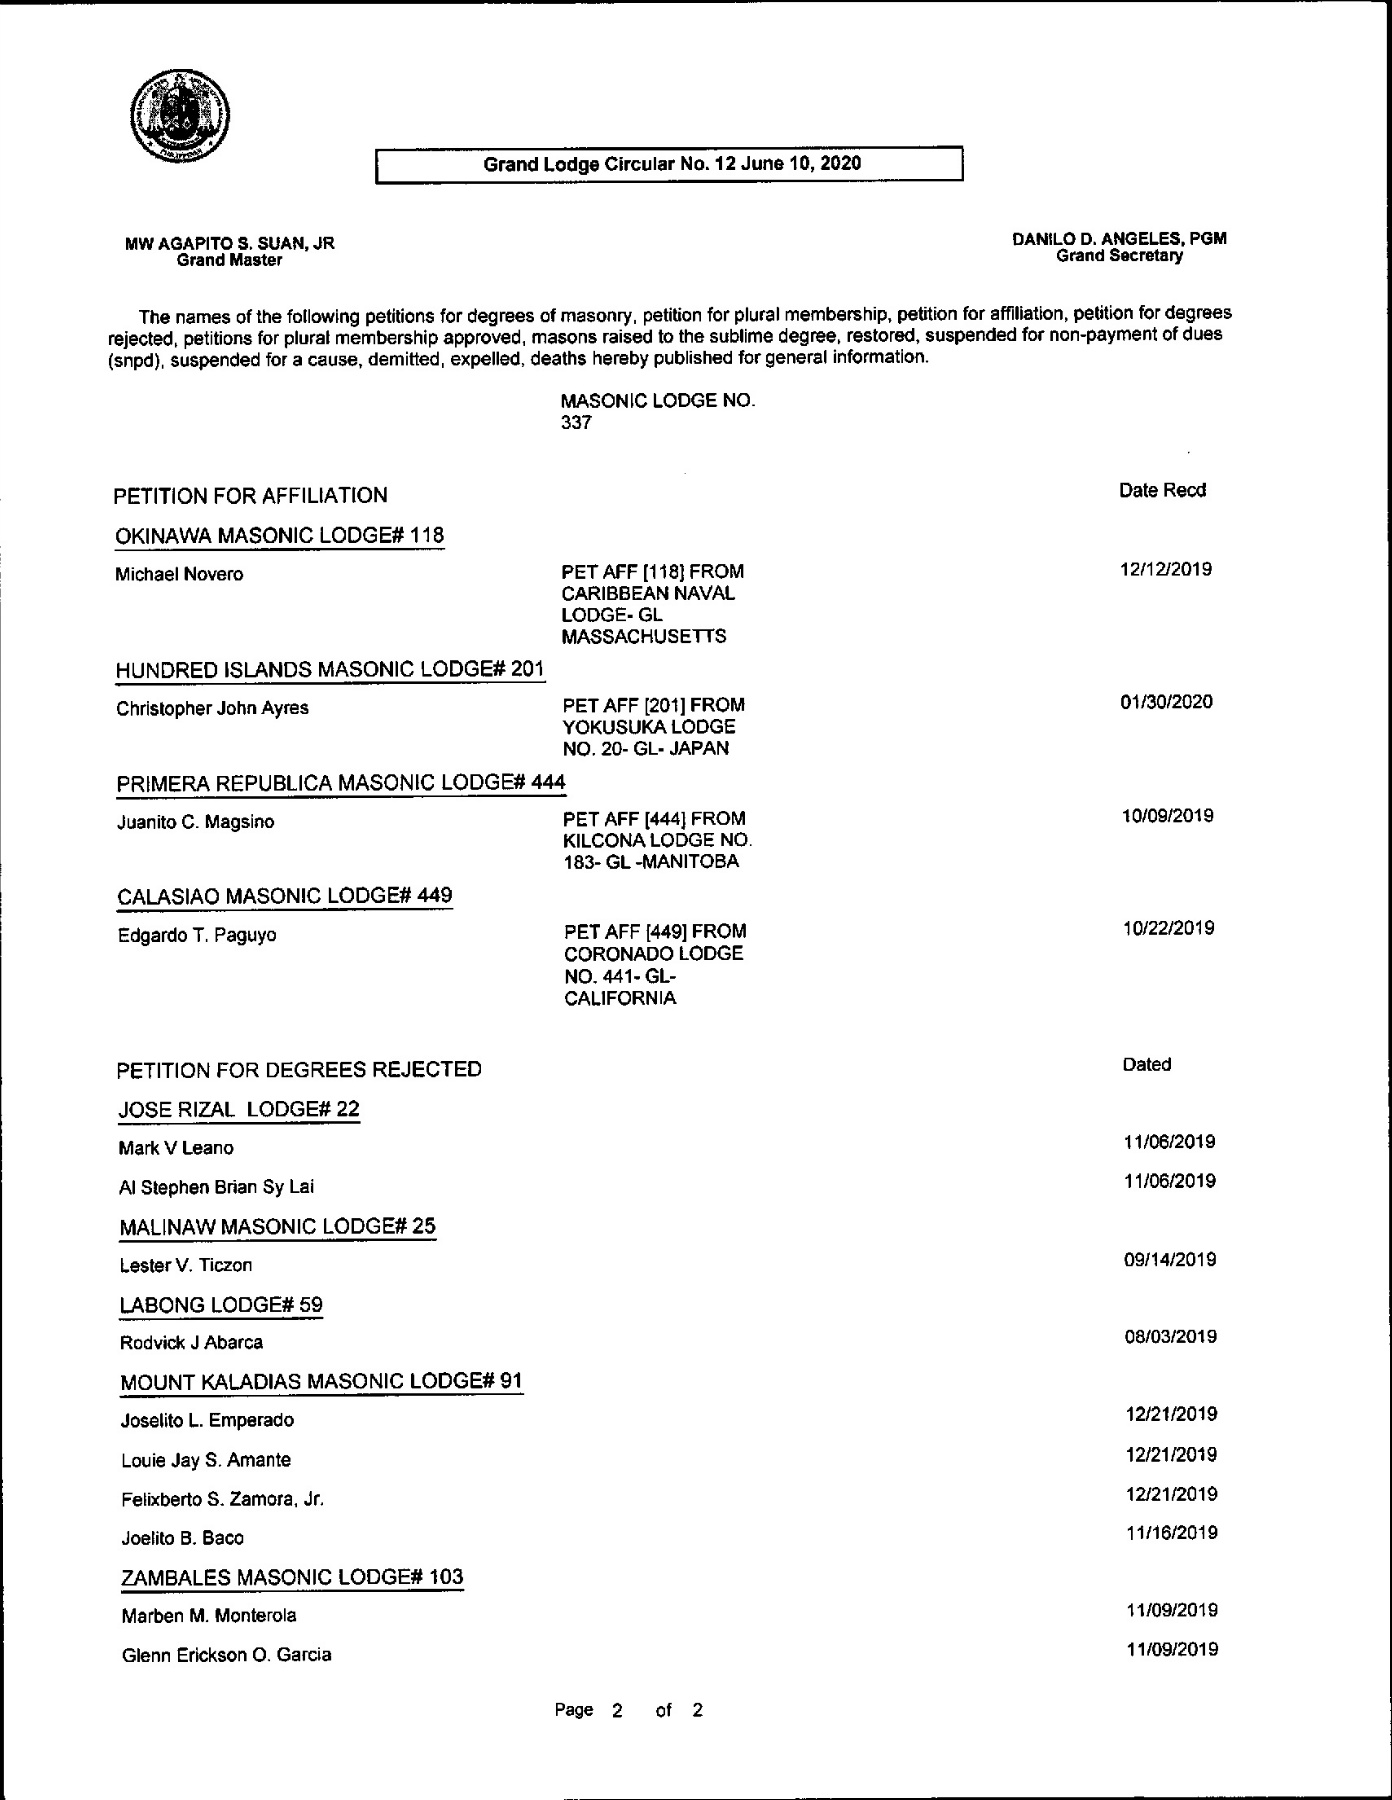 PHILIPPINES
Grand Lodge Circular No. 12 June 10, 2020
MW AGAPITO S. SUAN, JR
Grand Master
DANILO D. ANGELES, PGM
Grand Secretary
The names of the following petitions for degrees of masonry, petition for plural membership, petition for affiliation, petition for degrees
rejected, petitions for plural membership approved, masons raised to the sublime degree, restored, suspended for non-payment of dues
(snpd), suspended for a cause, demitted, expelled, deaths hereby published for general information.
MASONIC LODGE NO.
337
PETITION FOR AFFILIATION Date Recd
OKINAWA MASONIC LODGE# 118
Michael Novero PET AFF [118] FROM 12/12/2019
CARIBBEAN NAVAL
LODGE- GL
MASSACHUSETTS
HUNDRED ISLANDS MASONIC LODGE# 201
Christopher John Ayres PET AFF [201] FROM 01/30/2020
YOKUSUKA LODGE
NO. 20- GL- JAPAN
PRIMERA REPUBLICA MASONIC LODGE# 444
Juanito C. Magsino PET AFF [444] FROM 10/09/2019
KILCONA LODGE NO.
183- GL -MANITOBA
CALASIAO MASONIC LODGE# 449
Edgardo T. Paguyo PET AFF [449] FROM 10/22/2019
CORONADO LODGE
NO. 441- GL-
CALIFORNIA
PETITION FOR DEGREES REJECTED Dated
JOSE RIZAL LODGE# 22
Mark V Leano 11/06/2019
Al Stephen Brian Sy Lai 11/06/2019
MALINAW MASONIC LODGE# 25
Lester V. Ticzon 09/14/2019
LABONG LODGE# 59
Rodvick J Abarca 08/03/2019
MOUNT KALADIAS MASONIC LODGE# 91
Joselito L. Emperado 12/21/2019
Louie Jay S. Amante 12/21/2019
Felixberto S. Zamora, Jr. 12/21/2019
Joelito B. Baco 11/16/2019
ZAMBALES MASONIC LODGE# 103
Marben M. Monterola 11/09/2019
Glenn Erickson O. Garcia 11/09/2019
Page 2 of 2